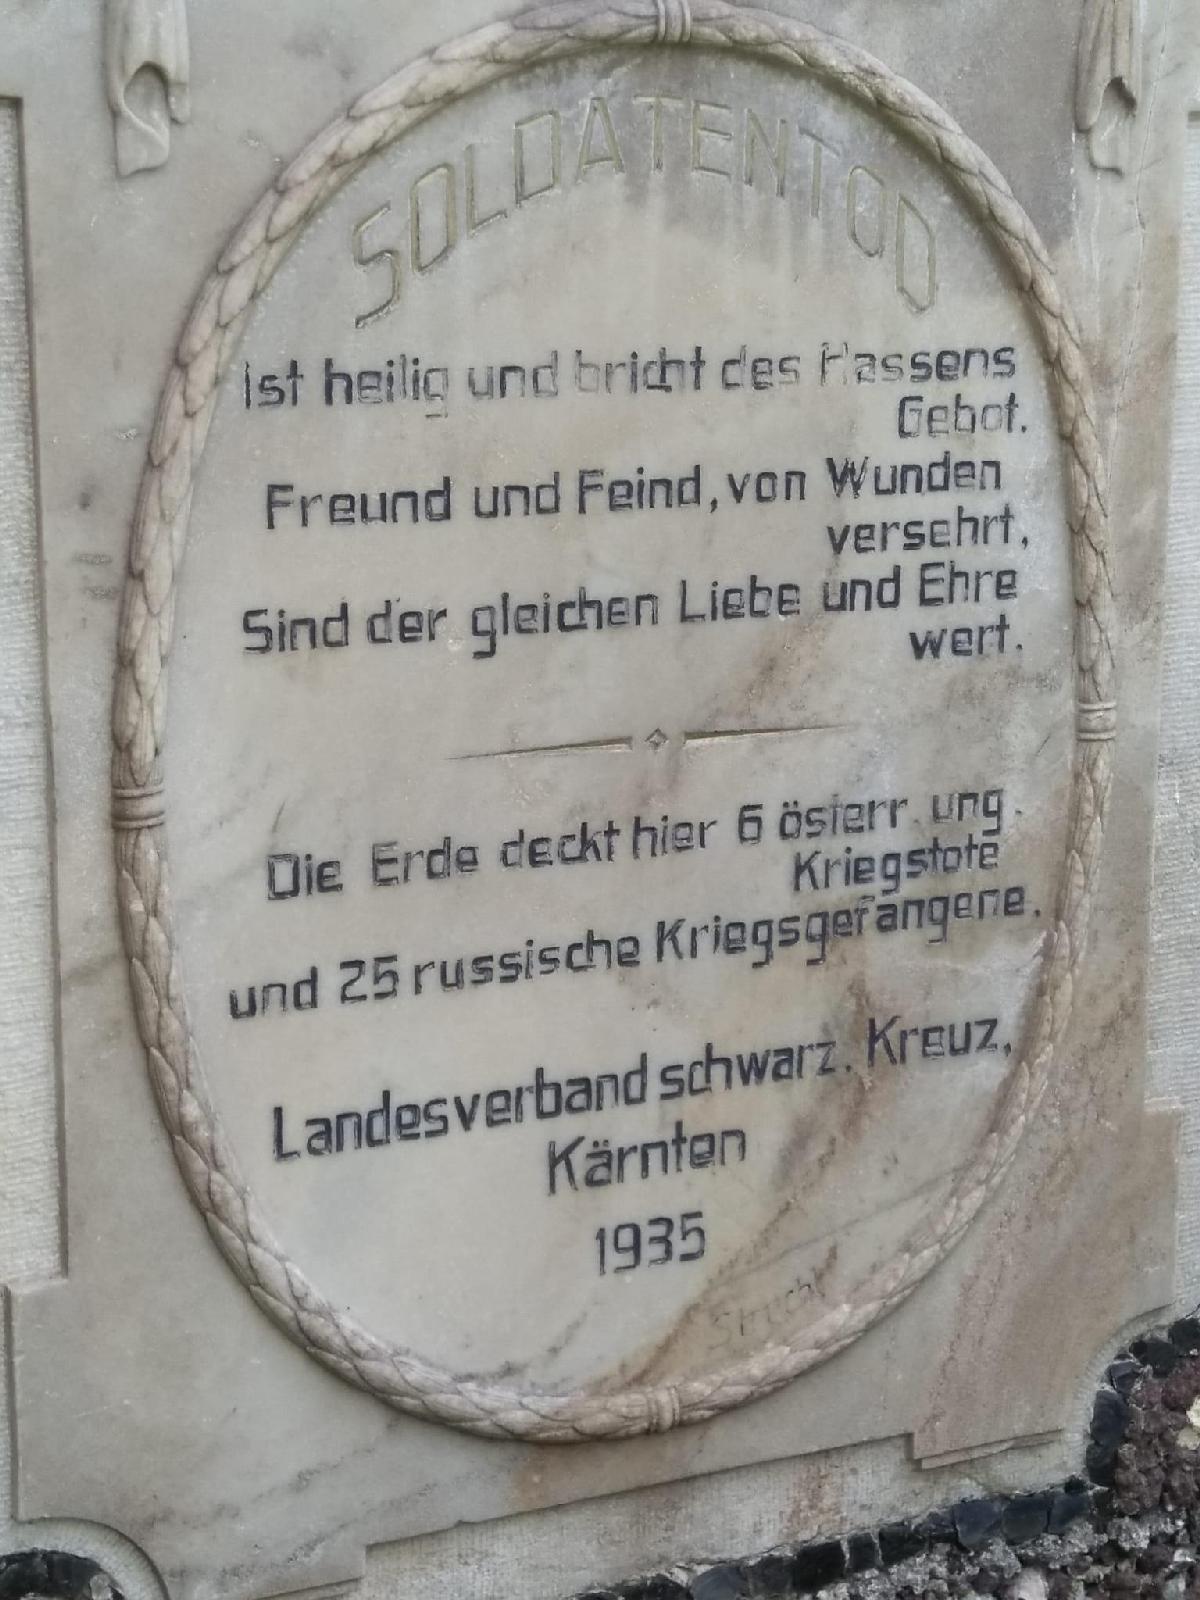 SOLDATENTOD
Ist heilig und bricht des Hassens
Gebot.
Freund und Feind, von Wunden
versehrt,
Sind der gleichen Liebe und Ehre
wert.
Die Erde deckt hier 6 österr. ung.
Kriegstote
und 25 russische Kriegsgefangene.
Landesverband schwarz. Kreuz,
Kärnten
1935